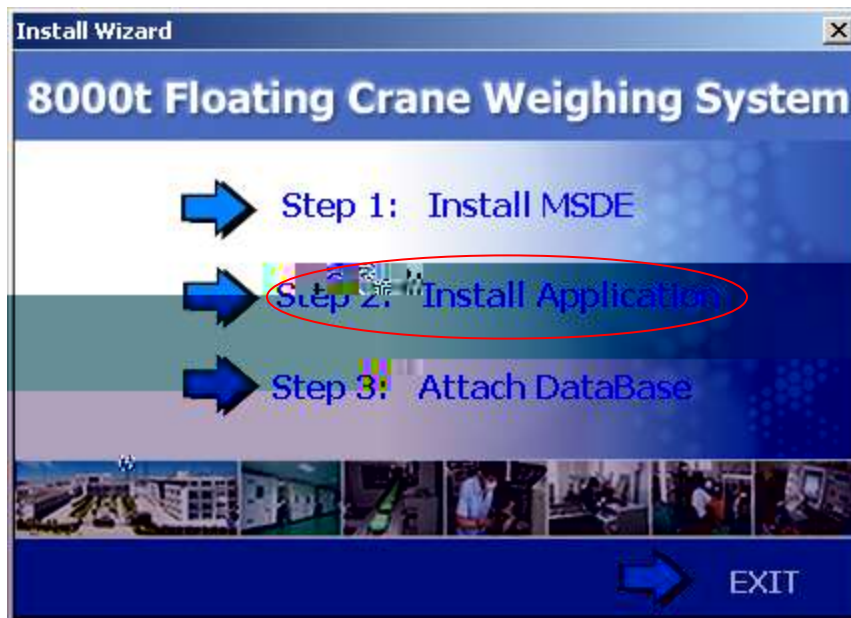 Install Wizard
8000t Floating Crane Weighing System
Step 1: Install MSDE
Step 2: Install Application
Step 3: Attach DataBase
EXIT